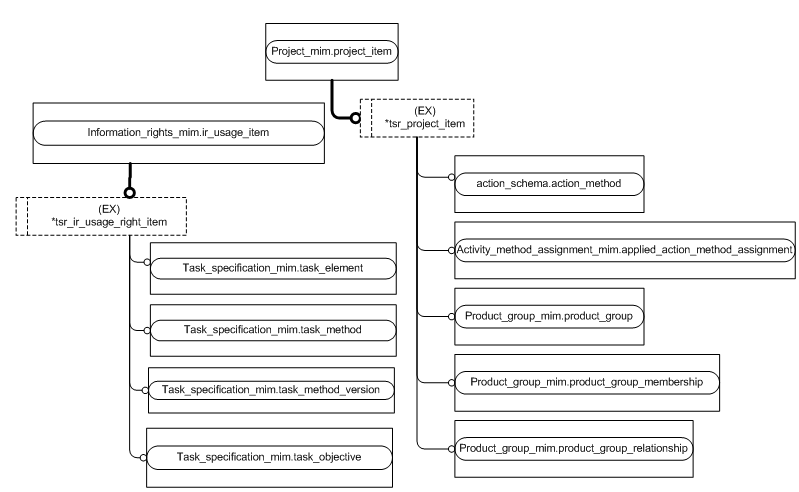 Project_mim.project_item
(EX)
*tsr_project_item
Information_rights_mim.ir_usage_item
(EX)
*tsr_ir_usage_right_item
action_schema.action_method
Activity_method_assignment_mim.applied_action_method_assignment
Task_specification_mim.task_element
Product_group_mim.product_group
Task_specification_mim.task_method
Product_group_mim.product_group_membership
Task_specification_mim.task_method_version
Product_group_mim.product_group_relationship
Task_specification_mim.task_objective